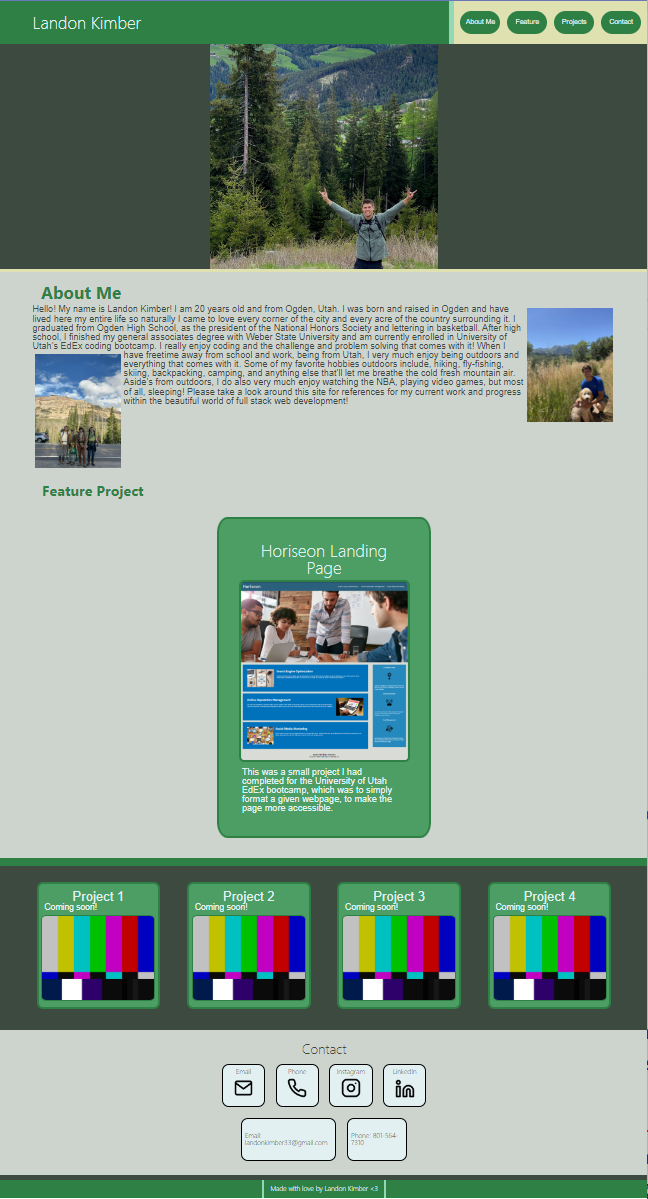 Landon Kimber
About Me
Feature
Projects
Contact
About Me
Hello! My name is Landon Kimber! I am 20 years old and from Ogden, Utah. I was born and raised in Ogden and have
lived here my entire life so naturally I came to love every corner of the city and every acre of the country surrounding it. I
graduated from Ogden High School, as the president of the National Honors Society and lettering in basketball. After high
school, I finished my general associates degree with Weber State University and am currently enrolled in University of
Utah's EdEx coding bootcamp. I really enjoy coding and the challenge and problem solving that comes with it! When I
have freetime away from school and work, being from Utah, I very much enjoy being outdoors and
everything that comes with it. Some of my favorite hobbies outdoors include, hiking, fly-fishing,
skiing, backpacking, camping, and anything else that'll let me breathe the cold fresh mountain air.
Aside's from outdoors, I do also very much enjoy watching the NBA, playing video games, but most
of all, sleeping! Please take a look around this site for references for my current work and progress
within the beautiful world of full stack web development!
Feature Project
Horiseon Landing
Page
Horiseon
Search Engine Optimization
Online Reputation Management
Social Media Marketing
This was a small project I had
completed for the University of Utah
EdEx bootcamp, which was to simply
format a given webpage, to make the
page more accessible.
Project 1
Coming soon!
Project 2
Coming soon!
Project 3
Coming soon!
Project 4
Coming soon!
Contact
Email
Phone
Instagram
LinkedIn
Email:
landonkimber33@gmail.com
Phone: 801-564-
7310
Made with love by Landon Kimber <3